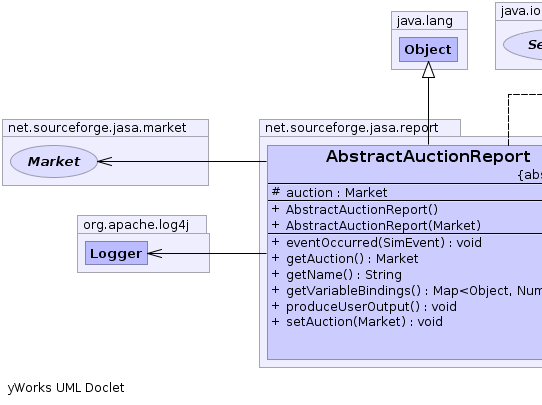 java.lang
java.io
Object
Se
net.sourceforge.jasa.market
net.sourceforge.jasa.report
Market
AbstractAuctionReport
{abs
# auction : Market
+ AbstractAuctionReport()
+ AbstractAuctionReport(Market)
org.apache.log4j
Logger
+ eventOccurred(SimEvent) : void
+ getAuction() : Market
+ getName() : String
+ getVariableBindings() : Map<Object, Num
+ produceUserOutput() : void
+ setAuction(Market) : void
yWorks UML Doclet